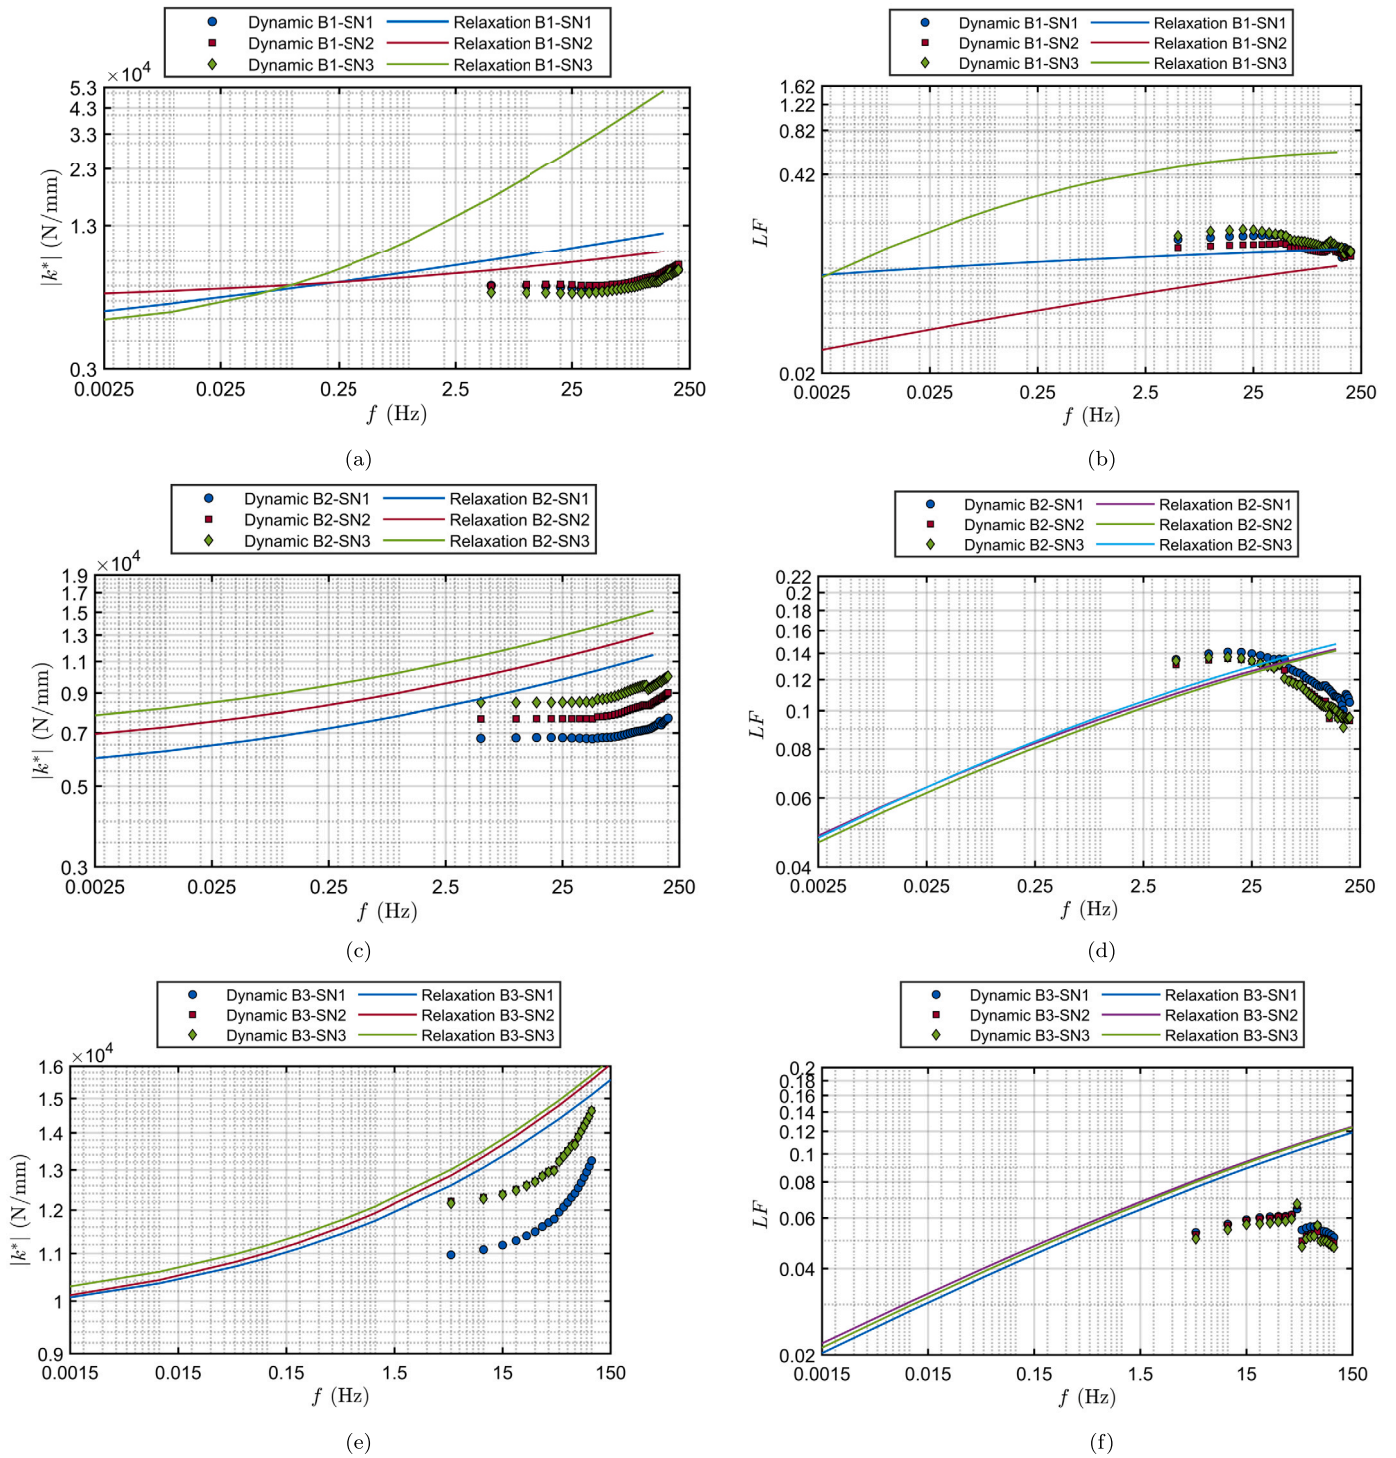 Dynamic B1-SN1 Relaxation B1-SN1
Dynamic B1-SN2 Relaxation B1-SN2
Dynamic B1-SN3 Relaxation B1-SN3
×10⁴
5.3
4.3
3.3
2.3
1.3
0.3
|k*| (N/mm)
0.0025 0.025 0.25 2.5 25 250
f (Hz)
(a)
Dynamic B1-SN1 Relaxation B1-SN1
Dynamic B1-SN2 Relaxation B1-SN2
Dynamic B1-SN3 Relaxation B1-SN3
1.62
1.22
0.82
0.42
0.02
LF
0.0025 0.025 0.25 2.5 25 250
f (Hz)
(b)
Dynamic B2-SN1 Relaxation B2-SN1
Dynamic B2-SN2 Relaxation B2-SN2
Dynamic B2-SN3 Relaxation B2-SN3
×10⁴
1.9
1.7
1.5
1.3
1.1
0.9
0.7
0.5
0.3
|k*| (N/mm)
0.0025 0.025 0.25 2.5 25 250
f (Hz)
(c)
Dynamic B2-SN1 Relaxation B2-SN1
Dynamic B2-SN2 Relaxation B2-SN2
Dynamic B2-SN3 Relaxation B2-SN3
0.22
0.2
0.18
0.16
0.14
0.12
0.1
0.08
0.06
0.04
LF
0.0025 0.025 0.25 2.5 25 250
f (Hz)
(d)
Dynamic B3-SN1 Relaxation B3-SN1
Dynamic B3-SN2 Relaxation B3-SN2
Dynamic B3-SN3 Relaxation B3-SN3
×10⁴
1.6
1.5
1.4
1.3
1.2
1.1
1
0.9
|k*| (N/mm)
0.0015 0.015 0.15 1.5 15 150
f (Hz)
(e)
Dynamic B3-SN1 Relaxation B3-SN1
Dynamic B3-SN2 Relaxation B3-SN2
Dynamic B3-SN3 Relaxation B3-SN3
0.2
0.18
0.16
0.14
0.12
0.1
0.08
0.06
0.04
0.02
LF
0.0015 0.015 0.15 1.5 15 150
f (Hz)
(f)